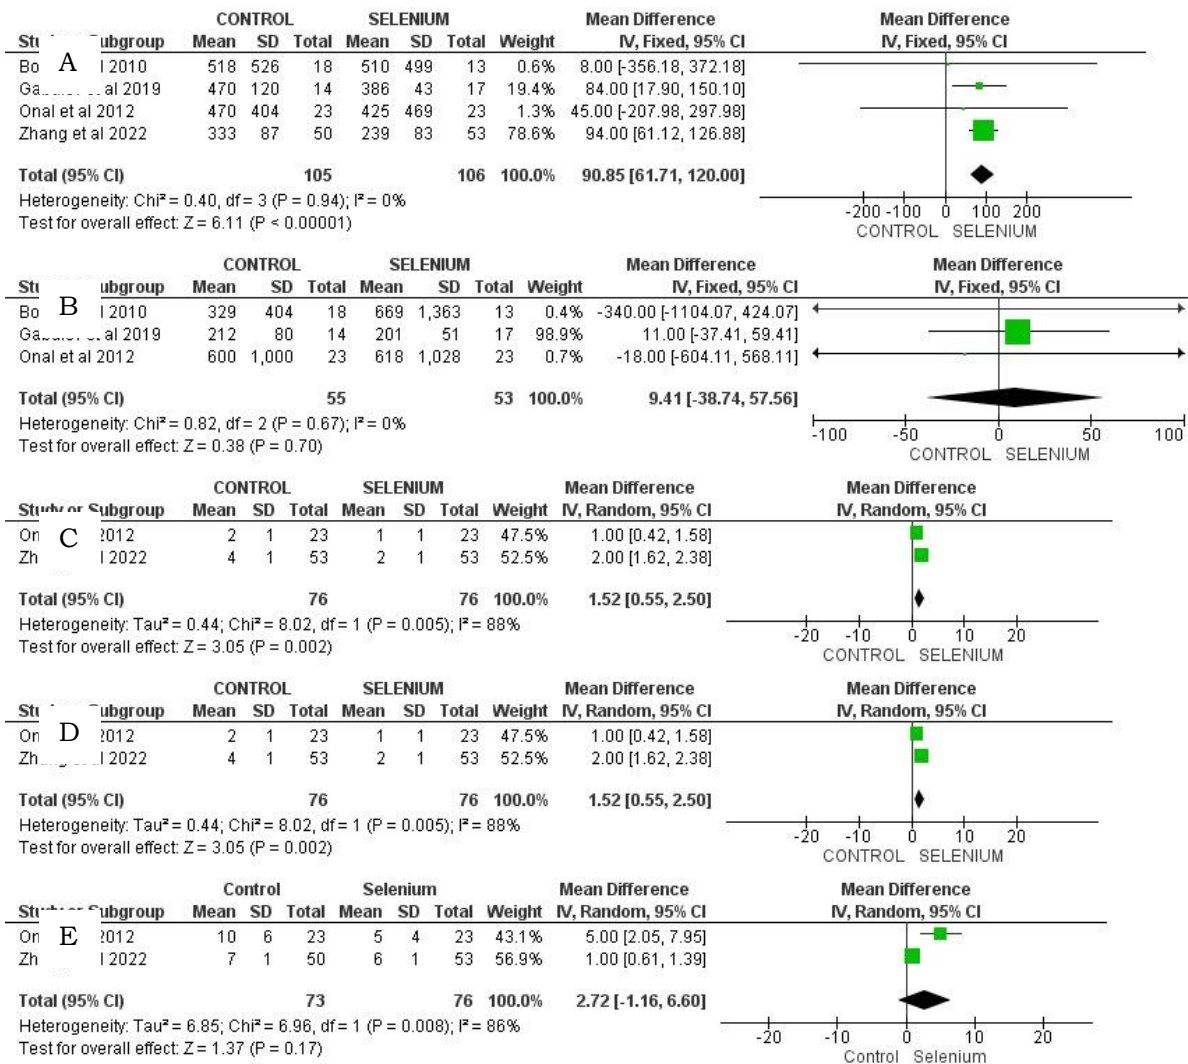 CONTROL SELENIUM Mean Difference Mean Difference
Mean SD Total Mean SD Total Weight IV, Fixed, 95% CI IV, Fixed, 95% CI
A
2010 518 526 18 510 499 13 0.6% 8.00 [-356.18, 372.18]
al 2019 470 120 14 386 43 17 19.4% 84.00 [17.90, 150.10]
Onal et al 2012 470 404 23 425 469 23 1.3% 45.00 [-207.98, 297.98]
Zhang et al 2022 333 87 50 239 83 53 78.6% 94.00 [61.12, 126.88]
Total (95% CI) 105 106 100.0% 90.85 [61.71, 120.00]
Heterogeneity: Chi² = 0.40, df = 3 (P = 0.94); I² = 0%
Test for overall effect: Z = 6.11 (P < 0.00001)
-200 -100 0 100 200
CONTROL SELENIUM
CONTROL SELENIUM Mean Difference Mean Difference
Mean SD Total Mean SD Total Weight IV, Fixed, 95% CI IV, Fixed, 95% CI
B
2010 329 404 18 669 1,363 13 0.4% -340.00 [-1104.07, 424.07]
al 2019 212 80 14 201 51 17 98.9% 11.00 [-37.41, 59.41]
Onal et al 2012 600 1,000 23 618 1,028 23 0.7% -18.00 [-604.11, 568.11]
Total (95% CI) 55 53 100.0% 9.41 [-38.74, 57.56]
Heterogeneity: Chi² = 0.82, df = 2 (P = 0.67); I² = 0%
Test for overall effect: Z = 0.38 (P = 0.70)
-100 -50 0 50 100
CONTROL SELENIUM
CONTROL SELENIUM Mean Difference Mean Difference
Study or Subgroup Mean SD Total Mean SD Total Weight IV, Random, 95% CI IV, Random, 95% CI
C
2012 2 1 23 1 1 23 47.5% 1.00 [0.42, 1.58]
2022 4 1 53 2 1 53 52.5% 2.00 [1.62, 2.38]
Total (95% CI) 76 76 100.0% 1.52 [0.55, 2.50]
Heterogeneity: Tau² = 0.44; Chi² = 8.02, df = 1 (P = 0.005); I² = 88%
Test for overall effect: Z = 3.05 (P = 0.002)
-20 -10 0 10 20
CONTROL SELENIUM
CONTROL SELENIUM Mean Difference Mean Difference
Mean SD Total Mean SD Total Weight IV, Random, 95% CI IV, Random, 95% CI
D
2012 2 1 23 1 1 23 47.5% 1.00 [0.42, 1.58]
2022 4 1 53 2 1 53 52.5% 2.00 [1.62, 2.38]
Total (95% CI) 76 76 100.0% 1.52 [0.55, 2.50]
Heterogeneity: Tau² = 0.44; Chi² = 8.02, df = 1 (P = 0.005); I² = 88%
Test for overall effect: Z = 3.05 (P = 0.002)
-20 -10 0 10 20
CONTROL SELENIUM
Control Selenium Mean Difference Mean Difference
Mean SD Total Mean SD Total Weight IV, Random, 95% CI IV, Random, 95% CI
E
2012 10 6 23 5 4 23 43.1% 5.00 [2.05, 7.95]
2022 7 1 50 6 1 53 56.9% 1.00 [0.61, 1.39]
Total (95% CI) 73 76 100.0% 2.72 [-1.16, 6.60]
Heterogeneity: Tau² = 6.85; Chi² = 6.96, df = 1 (P = 0.008); I² = 86%
Test for overall effect: Z = 1.37 (P = 0.17)
-20 -10 0 10 20
Control Selenium